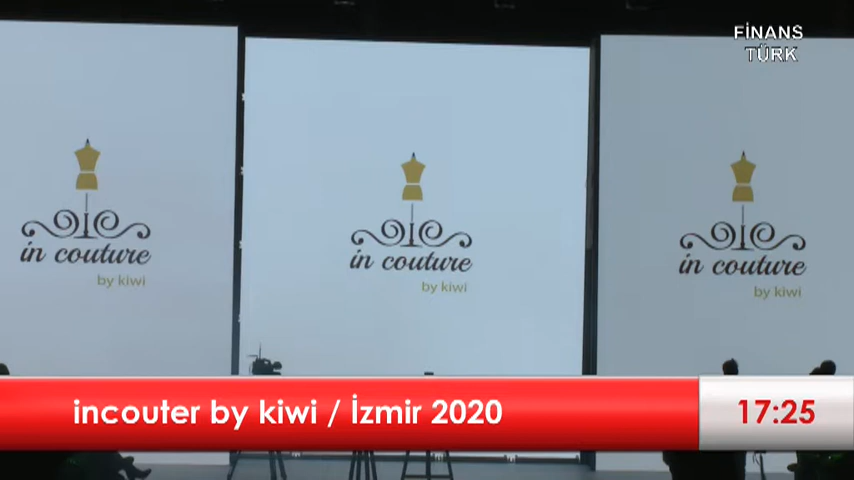 FİNANS
TÜRK
in couture
by kiwi
in couture
by kiwi
in couture
by kiwi
incouter by kiwi / İzmir 2020
17:25